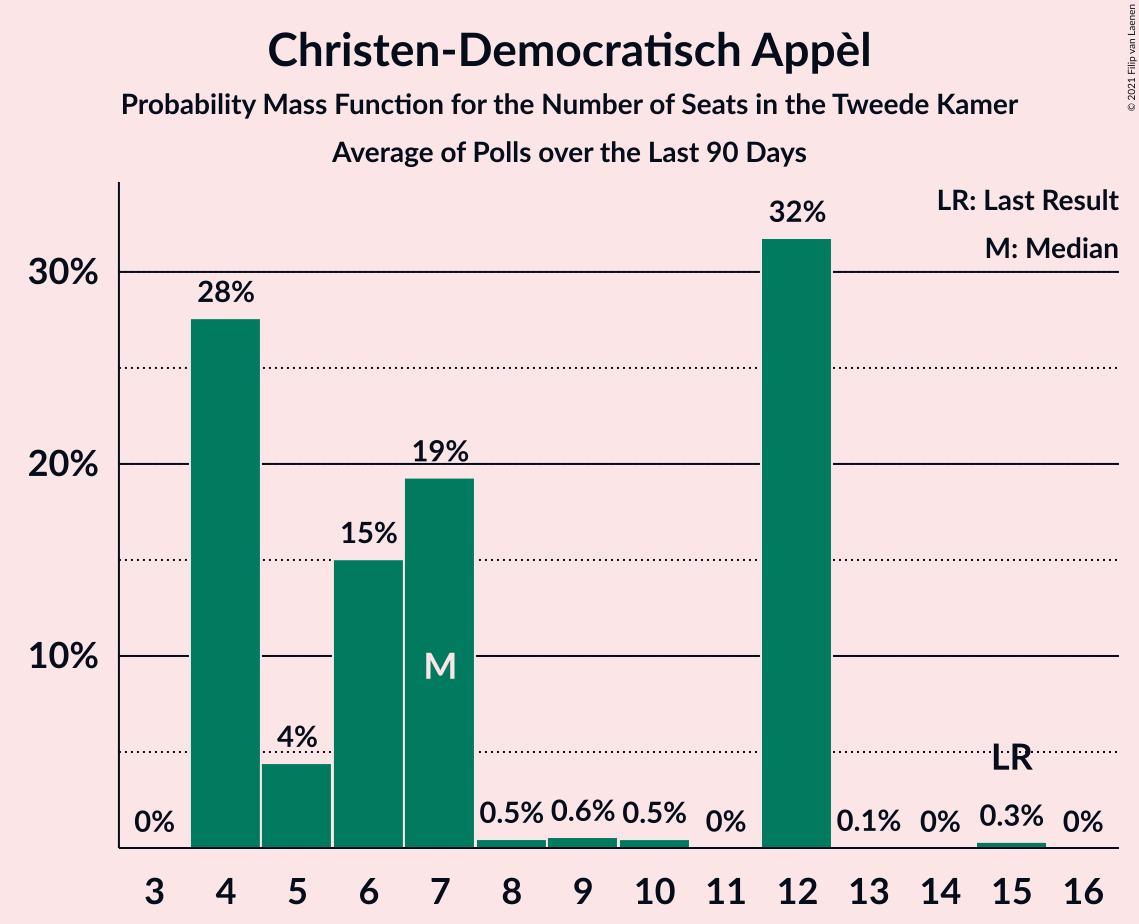 Christen-Democratisch Appèl
Probability Mass Function for the Number of Seats in the Tweede Kamer
Average of Polls over the Last 90 Days
© 2021 Filip van Laenen
LR: Last Result
M: Median
30%
20%
10%
0%
28%
4%
15%
19%
0.5%
0.6%
0.5%
0%
32%
0.1%
0%
0.3%
0%
M
LR
3 4 5 6 7 8 9 10 11 12 13 14 15 16